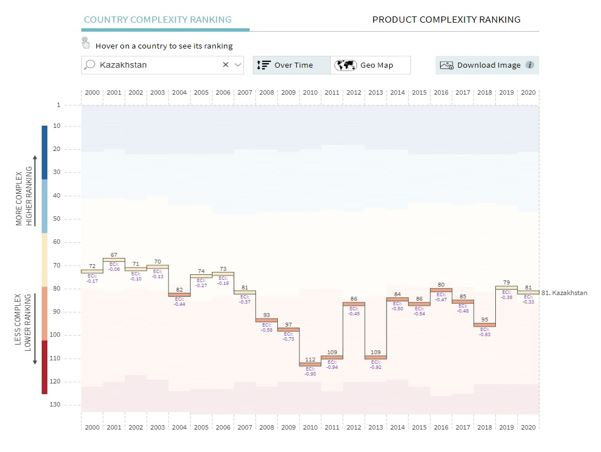 COUNTRY COMPLEXITY RANKING
PRODUCT COMPLEXITY RANKING
Hover on a country to see its ranking
Kazakhstan
Over Time
Geo Map
Download Image
2000 2001 2002 2003 2004 2005 2006 2007 2008 2009 2010 2011 2012 2013 2014 2015 2016 2017 2018 2019 2020
1
10
20
30
40
50
60
70
80
90
100
110
120
130
MORE COMPLEX
HIGHER RANKING
LESS COMPLEX
LOWER RANKING
72
ECI: -0.17
67
ECI: -0.06
71
ECI: -0.10
70
ECI: -0.12
82
ECI: -0.44
74
ECI: -0.27
73
ECI: -0.19
81
ECI: -0.37
93
ECI: -0.58
97
ECI: -0.73
112
ECI: -0.95
109
ECI: -0.94
86
ECI: -0.45
109
ECI: -0.92
84
ECI: -0.50
86
ECI: -0.54
80
ECI: -0.47
85
ECI: -0.48
95
ECI: -0.63
79
ECI: -0.38
81
ECI: -0.33
81. Kazakhstan
2000 2001 2002 2003 2004 2005 2006 2007 2008 2009 2010 2011 2012 2013 2014 2015 2016 2017 2018 2019 2020